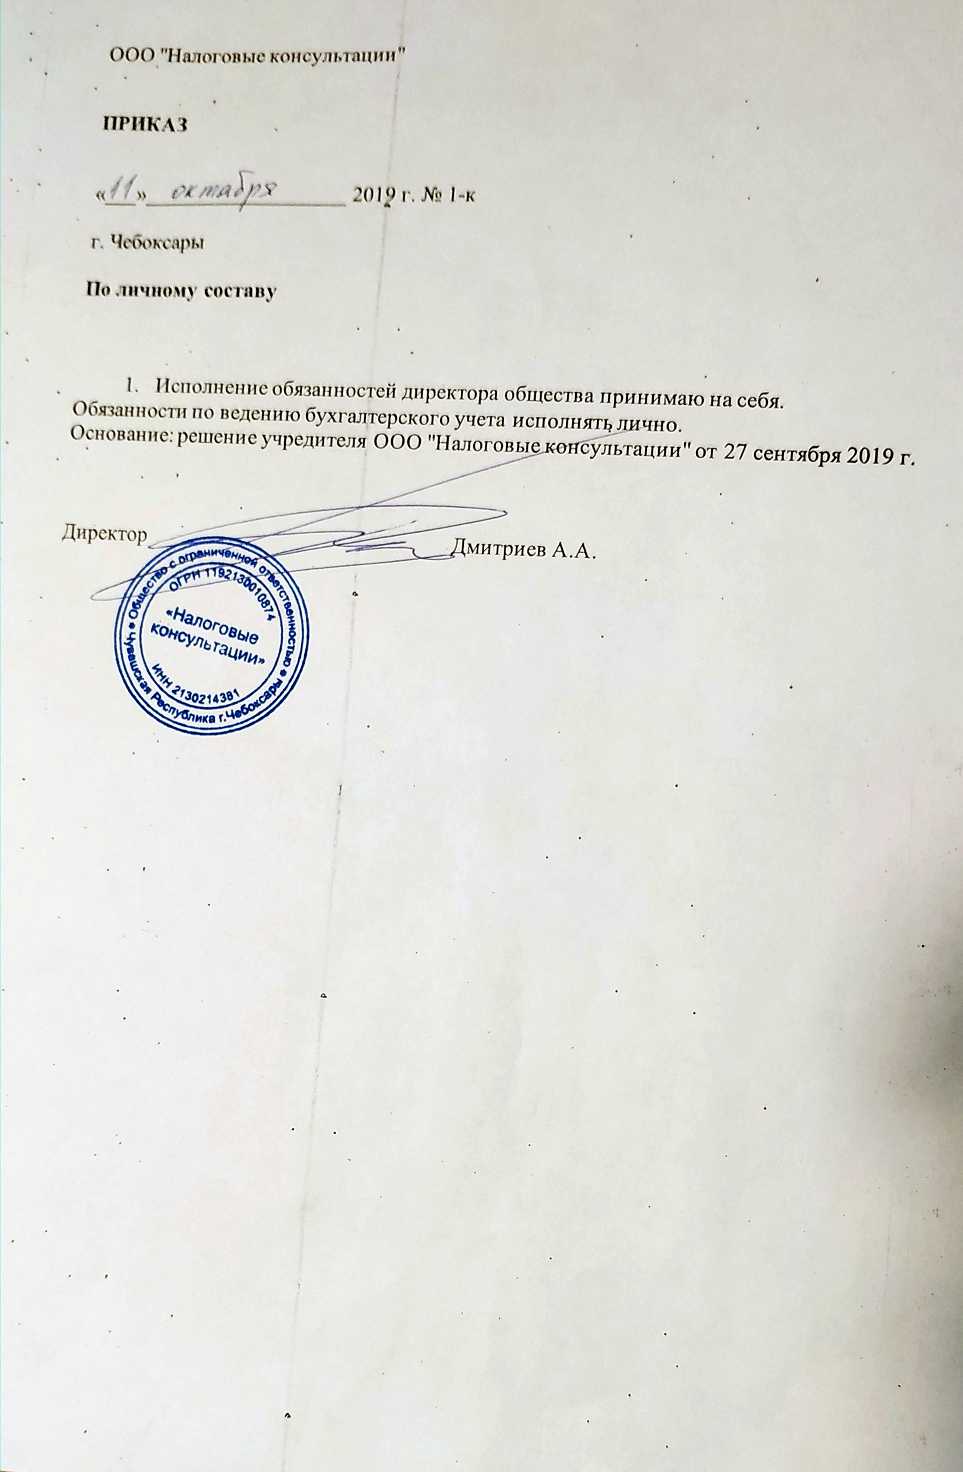 ООО "Налоговые консультации"
ПРИКАЗ
«11» октября 2019 г. № 1-к
г. Чебоксары
По личному составу
1. Исполнение обязанностей директора общества принимаю на себя.
Обязанности по ведению бухгалтерского учета исполнять лично.
Основание: решение учредителя ООО "Налоговые консультации" от 27 сентября 2019 г.
Директор
Дмитриев А.А.
Общество с ограниченной ответственностью
ОГРН 1192130010874
«Налоговые
консультации»
ИНН 2130214381
Чувашская Республика г.Чебоксары